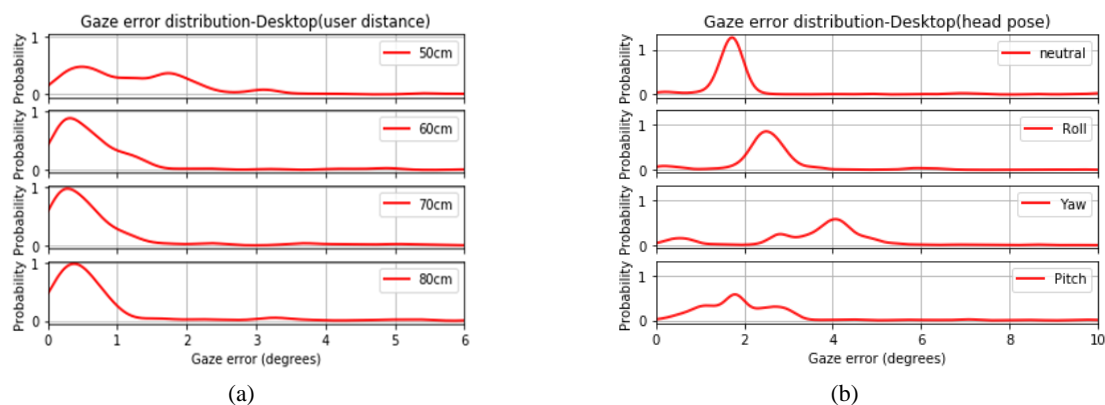 Gaze error distribution-Desktop(user distance)
1
Probability
0
50cm
1
Probability
0
60cm
1
Probability
0
70cm
1
Probability
0
80cm
0 1 2 3 4 5 6
Gaze error (degrees)
(a)
Gaze error distribution-Desktop(head pose)
1
Probability
0
neutral
1
Probability
0
Roll
1
Probability
0
Yaw
1
Probability
0
Pitch
0 2 4 6 8 10
Gaze error (degrees)
(b)